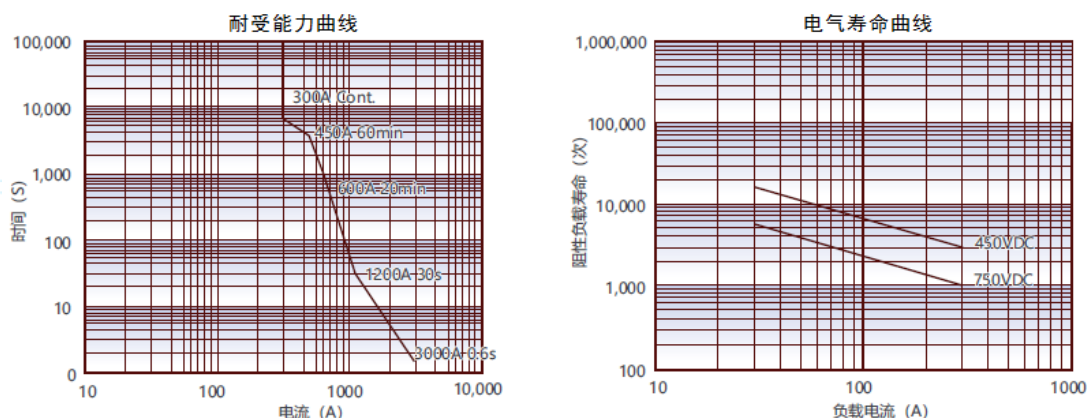 耐受能力曲线
100,000
10,000
1,000
100
10
0
时间（S）
300A Cont.
450A 60min
600A 20min
1200A 30s
3000A 0.6s
10
100
1000
10,000
电流（A）
电气寿命曲线
1,000,000
100,000
10,000
1,000
100
阻性负载寿命（次）
450VDC
750VDC
10
100
1000
负载电流（A）